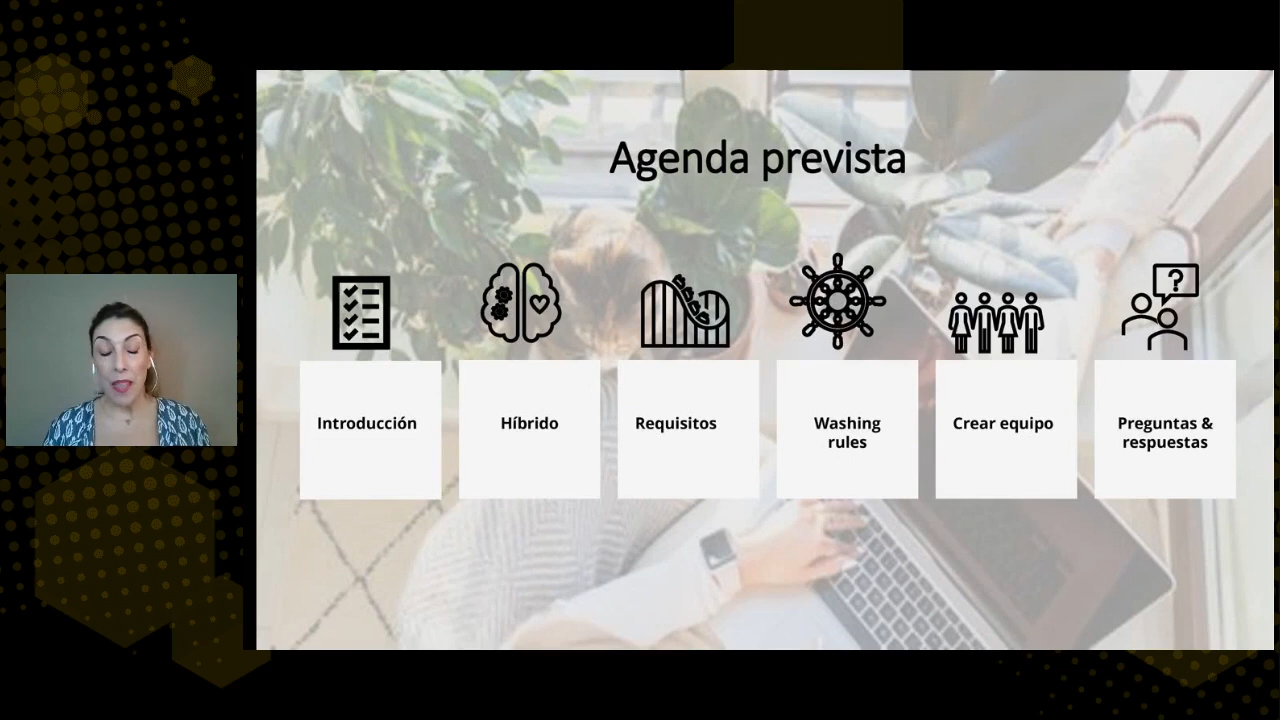 Agenda prevista
?
Introducción
Híbrido
Requisitos
Washing
rules
Crear equipo
Preguntas &
respuestas